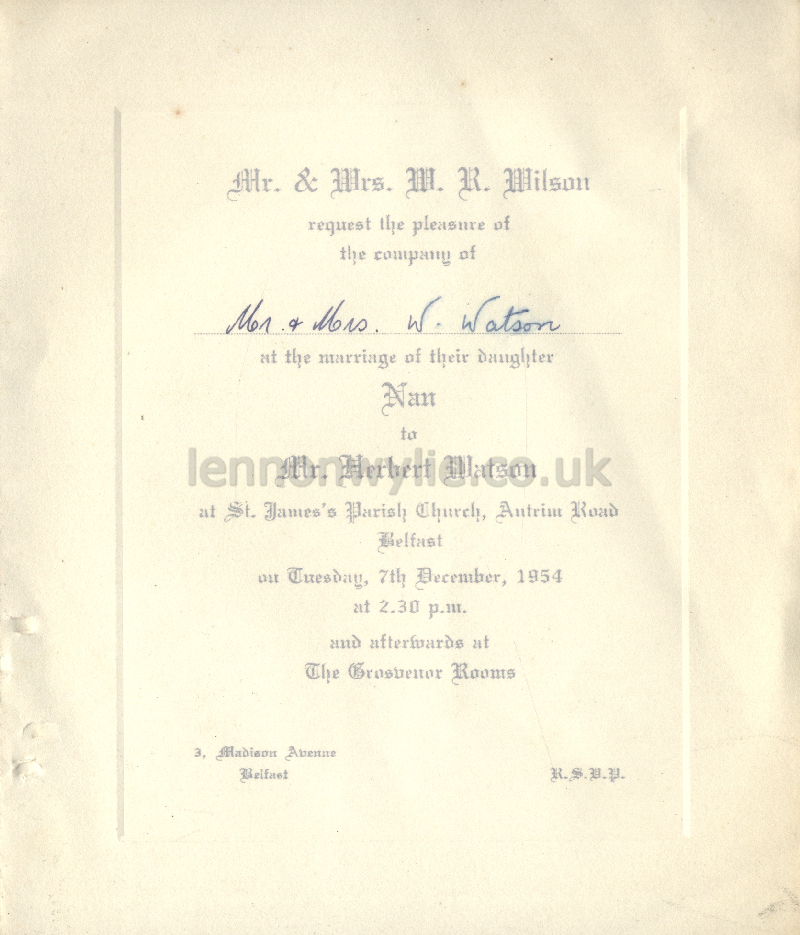 Mr. & Mrs. W. R. Wilson
request the pleasure of
the company of
Mr. & Mrs. W. Watson
at the marriage of their daughter
Nan
to
Mr. Herbert Watson
lennonwylie.co.uk
at St. James's Parish Church, Antrim Road
Belfast
on Tuesday, 7th December, 1954
at 2.30 p.m.
and afterwards at
The Grosvenor Rooms
3, Madison Avenue
Belfast
R.S.V.P.